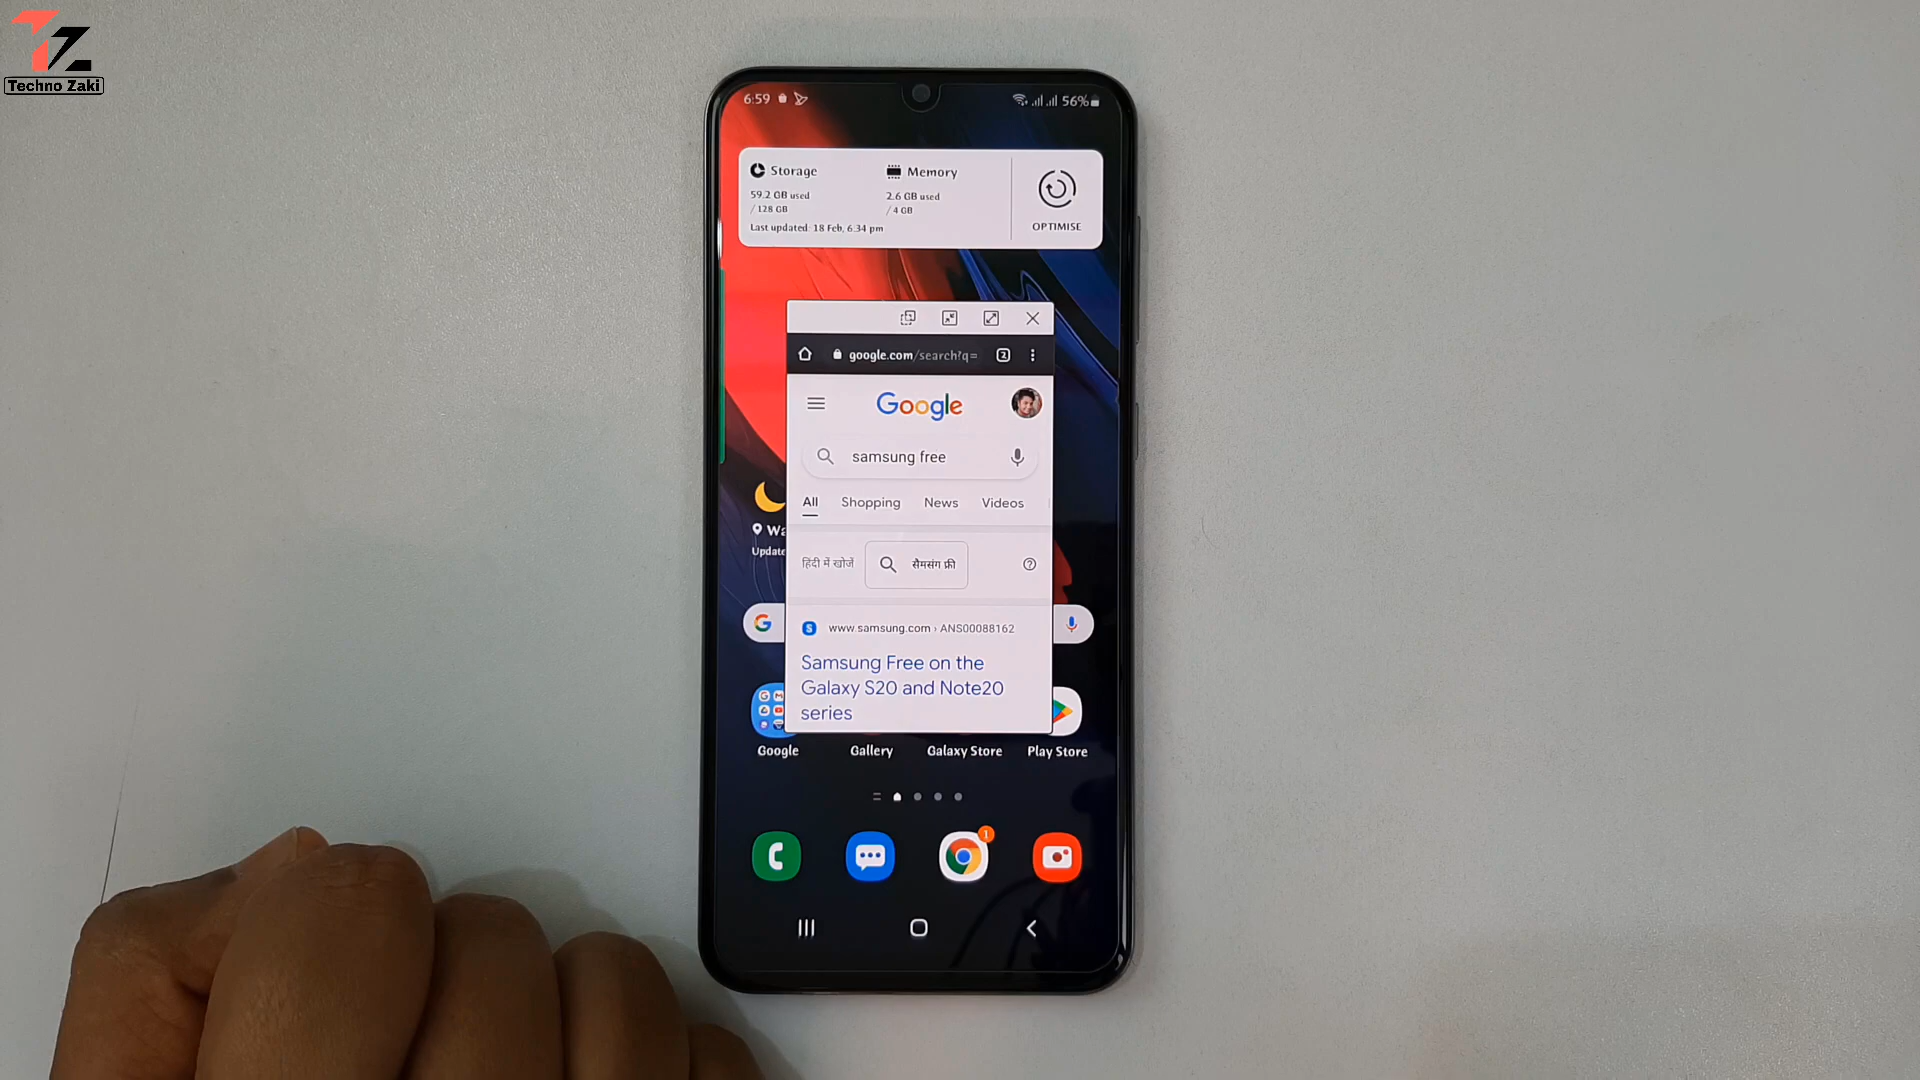 Techno Zaki
6:59
56%
Storage
Memory
59.2 GB used
/ 128 GB
2.6 GB used
/ 4 GB
Last updated: 18 Feb, 6:34 pm
OPTIMISE
google.com/search?q=
2
Google
samsung free
All Shopping News Videos
हिंदी में खोजें
सैमसंग फ्री
www.samsung.com › ANS00088162
Samsung Free on the
Galaxy S20 and Note20
series
Update
Google Gallery Galaxy Store Play Store
1